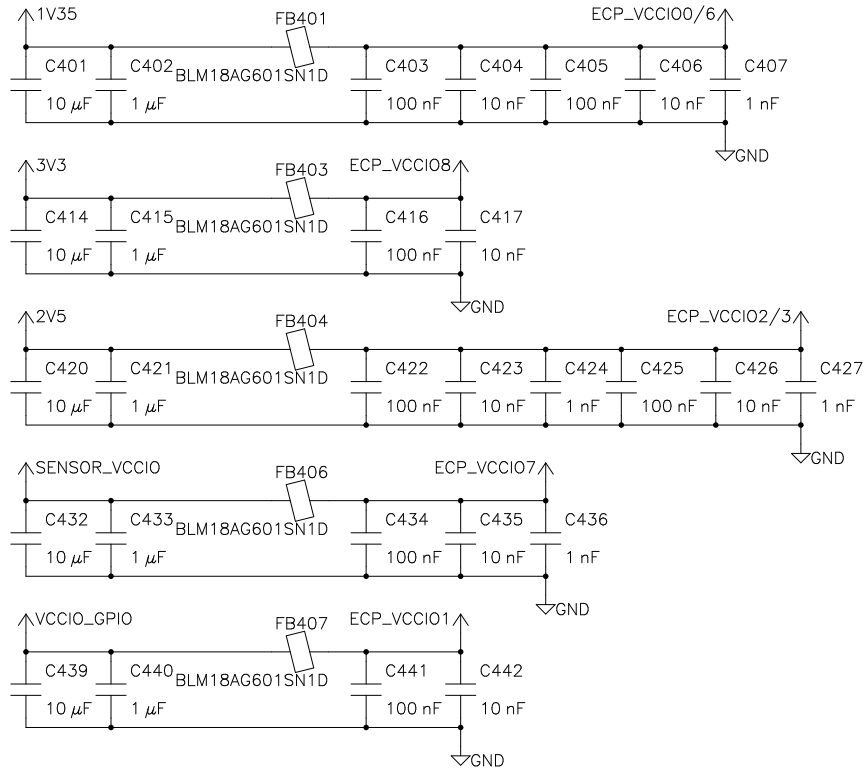 1V35
FB401
ECP_VCCIO0/6
C401
C402
BLM18AG601SN1D
C403
C404
C405
C406
C407
10 μF
1 μF
100 nF
10 nF
100 nF
10 nF
1 nF
GND
3V3
FB403
ECP_VCCIO8
C414
C415
BLM18AG601SN1D
C416
C417
10 μF
1 μF
100 nF
10 nF
GND
2V5
FB404
ECP_VCCIO2/3
C420
C421
BLM18AG601SN1D
C422
C423
C424
C425
C426
C427
10 μF
1 μF
100 nF
10 nF
1 nF
100 nF
10 nF
1 nF
GND
SENSOR_VCCIO
FB406
ECP_VCCIO7
C432
C433
BLM18AG601SN1D
C434
C435
C436
10 μF
1 μF
100 nF
10 nF
1 nF
GND
VCCIO_GPIO
FB407
ECP_VCCIO1
C439
C440
BLM18AG601SN1D
C441
C442
10 μF
1 μF
100 nF
10 nF
GND